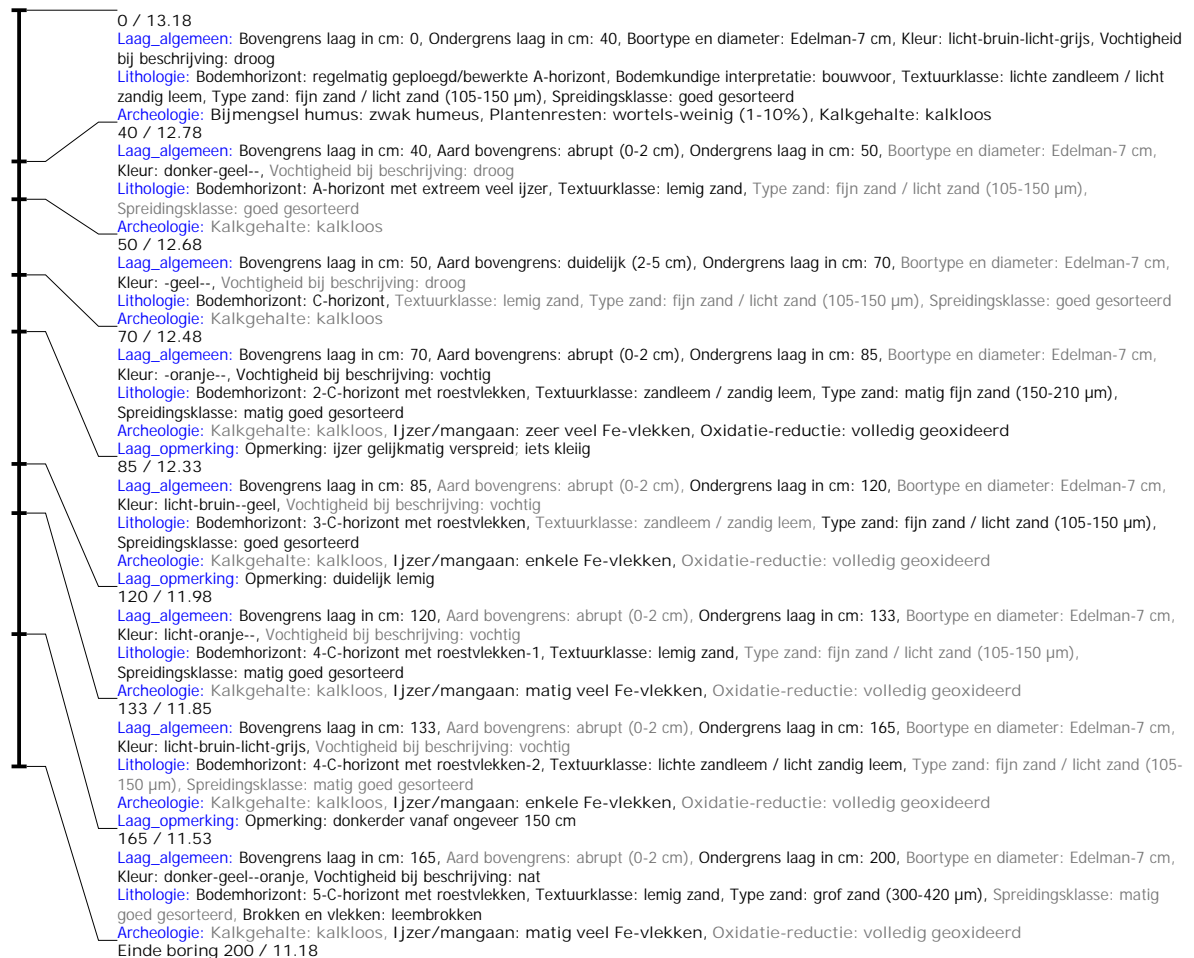 0 / 13.18
Laag_algemeen: Bovengrens laag in cm: 0, Ondergrens laag in cm: 40, Boortype en diameter: Edelman-7 cm, Kleur: licht-bruin-licht-grijs, Vochtigheid
bij beschrijving: droog
Lithologie: Bodemhorizont: regelmatig geploegd/bewerkte A-horizont, Bodemkundige interpretatie: bouwvoor, Textuurklasse: lichte zandleem / licht
zandig leem, Type zand: fijn zand / licht zand (105-150 µm), Spreidingsklasse: goed gesorteerd
Archeologie: Bijmengsel humus: zwak humeus, Plantenresten: wortels-weinig (1-10%), Kalkgehalte: kalkloos
40 / 12.78
Laag_algemeen: Bovengrens laag in cm: 40, Aard bovengrens: abrupt (0-2 cm), Ondergrens laag in cm: 50, Boortype en diameter: Edelman-7 cm,
Kleur: donker-geel--, Vochtigheid bij beschrijving: droog
Lithologie: Bodemhorizont: A-horizont met extreem veel ijzer, Textuurklasse: lemig zand, Type zand: fijn zand / licht zand (105-150 µm),
Spreidingsklasse: goed gesorteerd
Archeologie: Kalkgehalte: kalkloos
50 / 12.68
Laag_algemeen: Bovengrens laag in cm: 50, Aard bovengrens: duidelijk (2-5 cm), Ondergrens laag in cm: 70, Boortype en diameter: Edelman-7 cm,
Kleur: -geel--, Vochtigheid bij beschrijving: droog
Lithologie: Bodemhorizont: C-horizont, Textuurklasse: lemig zand, Type zand: fijn zand / licht zand (105-150 µm), Spreidingsklasse: goed gesorteerd
Archeologie: Kalkgehalte: kalkloos
70 / 12.48
Laag_algemeen: Bovengrens laag in cm: 70, Aard bovengrens: abrupt (0-2 cm), Ondergrens laag in cm: 85, Boortype en diameter: Edelman-7 cm,
Kleur: -oranje--, Vochtigheid bij beschrijving: vochtig
Lithologie: Bodemhorizont: 2-C-horizont met roestvlekken, Textuurklasse: zandleem / zandig leem, Type zand: matig fijn zand (150-210 µm),
Spreidingsklasse: matig goed gesorteerd
Archeologie: Kalkgehalte: kalkloos, Ijzer/mangaan: zeer veel Fe-vlekken, Oxidatie-reductie: volledig geoxideerd
Laag_opmerking: Opmerking: ijzer gelijkmatig verspreid; iets kleiig
85 / 12.33
Laag_algemeen: Bovengrens laag in cm: 85, Aard bovengrens: abrupt (0-2 cm), Ondergrens laag in cm: 120, Boortype en diameter: Edelman-7 cm,
Kleur: licht-bruin--geel, Vochtigheid bij beschrijving: vochtig
Lithologie: Bodemhorizont: 3-C-horizont met roestvlekken, Textuurklasse: zandleem / zandig leem, Type zand: fijn zand / licht zand (105-150 µm),
Spreidingsklasse: goed gesorteerd
Archeologie: Kalkgehalte: kalkloos, Ijzer/mangaan: enkele Fe-vlekken, Oxidatie-reductie: volledig geoxideerd
Laag_opmerking: Opmerking: duidelijk lemig
120 / 11.98
Laag_algemeen: Bovengrens laag in cm: 120, Aard bovengrens: abrupt (0-2 cm), Ondergrens laag in cm: 133, Boortype en diameter: Edelman-7 cm,
Kleur: licht-oranje--, Vochtigheid bij beschrijving: vochtig
Lithologie: Bodemhorizont: 4-C-horizont met roestvlekken-1, Textuurklasse: lemig zand, Type zand: fijn zand / licht zand (105-150 µm),
Spreidingsklasse: matig goed gesorteerd
Archeologie: Kalkgehalte: kalkloos, Ijzer/mangaan: matig veel Fe-vlekken, Oxidatie-reductie: volledig geoxideerd
133 / 11.85
Laag_algemeen: Bovengrens laag in cm: 133, Aard bovengrens: abrupt (0-2 cm), Ondergrens laag in cm: 165, Boortype en diameter: Edelman-7 cm,
Kleur: licht-bruin-licht-grijs, Vochtigheid bij beschrijving: vochtig
Lithologie: Bodemhorizont: 4-C-horizont met roestvlekken-2, Textuurklasse: lichte zandleem / licht zandig leem, Type zand: fijn zand / licht zand (105-
150 µm), Spreidingsklasse: matig goed gesorteerd
Archeologie: Kalkgehalte: kalkloos, Ijzer/mangaan: enkele Fe-vlekken, Oxidatie-reductie: volledig geoxideerd
Laag_opmerking: Opmerking: donkerder vanaf ongeveer 150 cm
165 / 11.53
Laag_algemeen: Bovengrens laag in cm: 165, Aard bovengrens: abrupt (0-2 cm), Ondergrens laag in cm: 200, Boortype en diameter: Edelman-7 cm,
Kleur: donker-geel--oranje, Vochtigheid bij beschrijving: nat
Lithologie: Bodemhorizont: 5-C-horizont met roestvlekken, Textuurklasse: lemig zand, Type zand: grof zand (300-420 µm), Spreidingsklasse: matig
goed gesorteerd, Brokken en vlekken: leembrokken
Archeologie: Kalkgehalte: kalkloos, Ijzer/mangaan: matig veel Fe-vlekken, Oxidatie-reductie: volledig geoxideerd
Einde boring 200 / 11.18